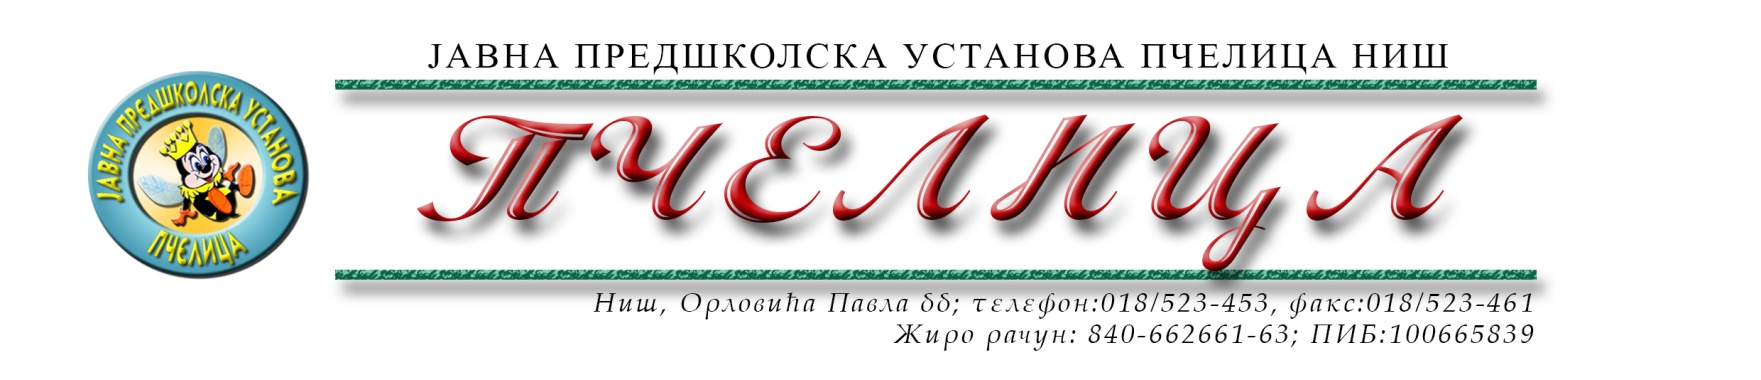 ЈАВНА ПРЕДШКОЛСКА УСТАНОВА ПЧЕЛИЦА НИШ
ЈАВНА ПРЕДШКОЛСКА УСТАНОВА
ПЧЕЛИЦА
ПЧЕЛИЦА
Ниш, Орловића Павла бб; телефон:018/523-453, факс:018/523-461
Жиро рачун: 840-662661-63; ПИБ:100665839